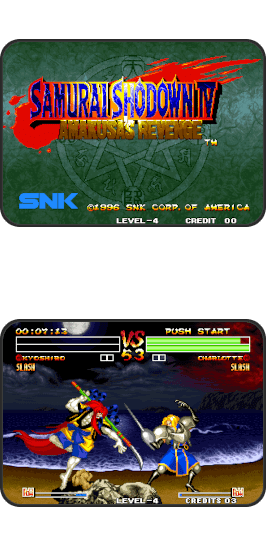 SAMURAI SHODOWN IV
AMAKUSA'S REVENGE
TM
SNK
©1996 SNK CORP. OF AMERICA
LEVEL-4 CREDIT 00
00:07:13 VS PUSH START
53
KYOSHIRO CHARLOTTE
SLASH SLASH
LEVEL-4 CREDITS 03